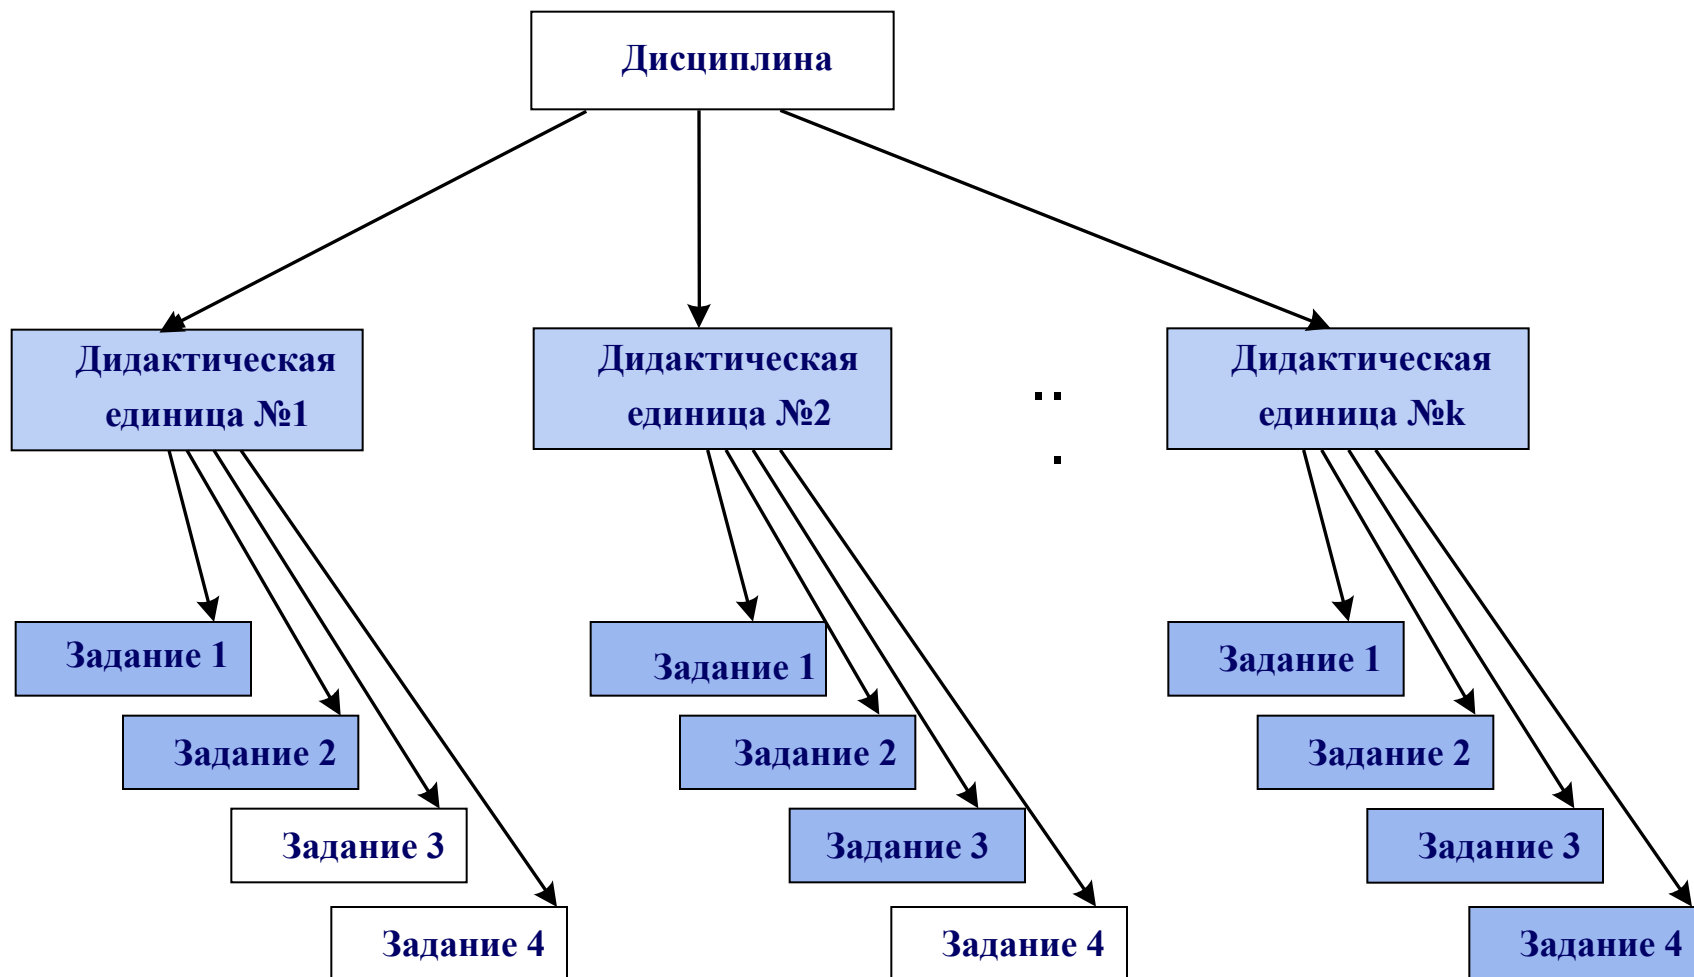 Дисциплина
Дидактическая
единица №1
Дидактическая
единица №2
..
.
Дидактическая
единица №k
Задание 1
Задание 2
Задание 3
Задание 4
Задание 1
Задание 2
Задание 3
Задание 4
Задание 1
Задание 2
Задание 3
Задание 4